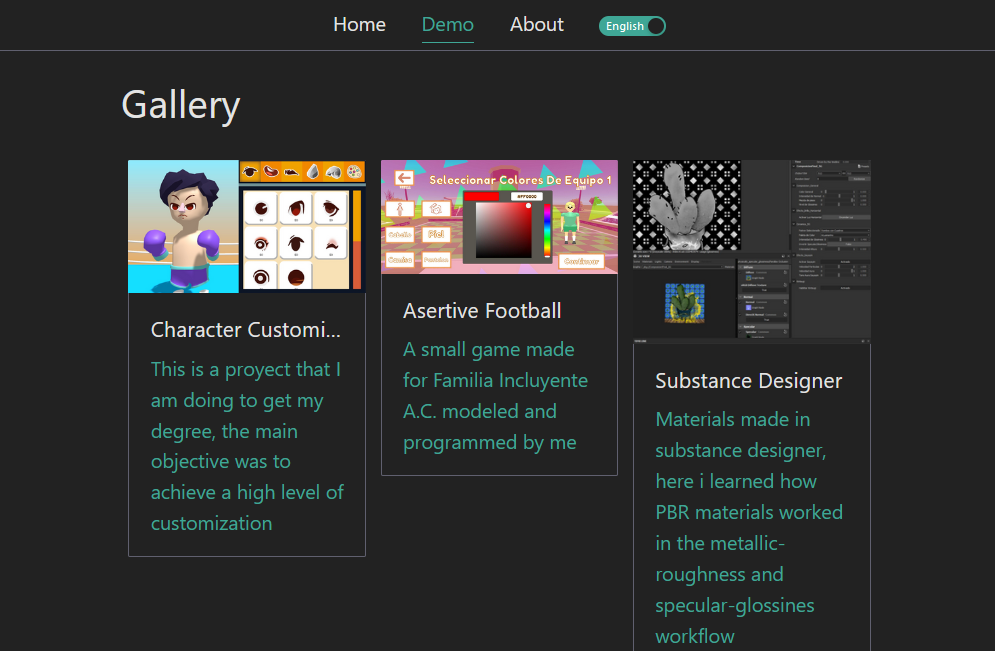 Home
Demo
About
English
Gallery
Character Customi...
This is a proyect that I
am doing to get my
degree, the main
objective was to
achieve a high level of
customization
Seleccionar Colores De Equipo 1
#FF0000
Cabello
Piel
Camisa
Continuar
Asertive Football
A small game made
for Familia Incluyente
A.C. modeled and
programmed by me
Substance Designer
Materials made in
substance designer,
here i learned how
PBR materials worked
in the metallic-
roughness and
specular-glossines
workflow